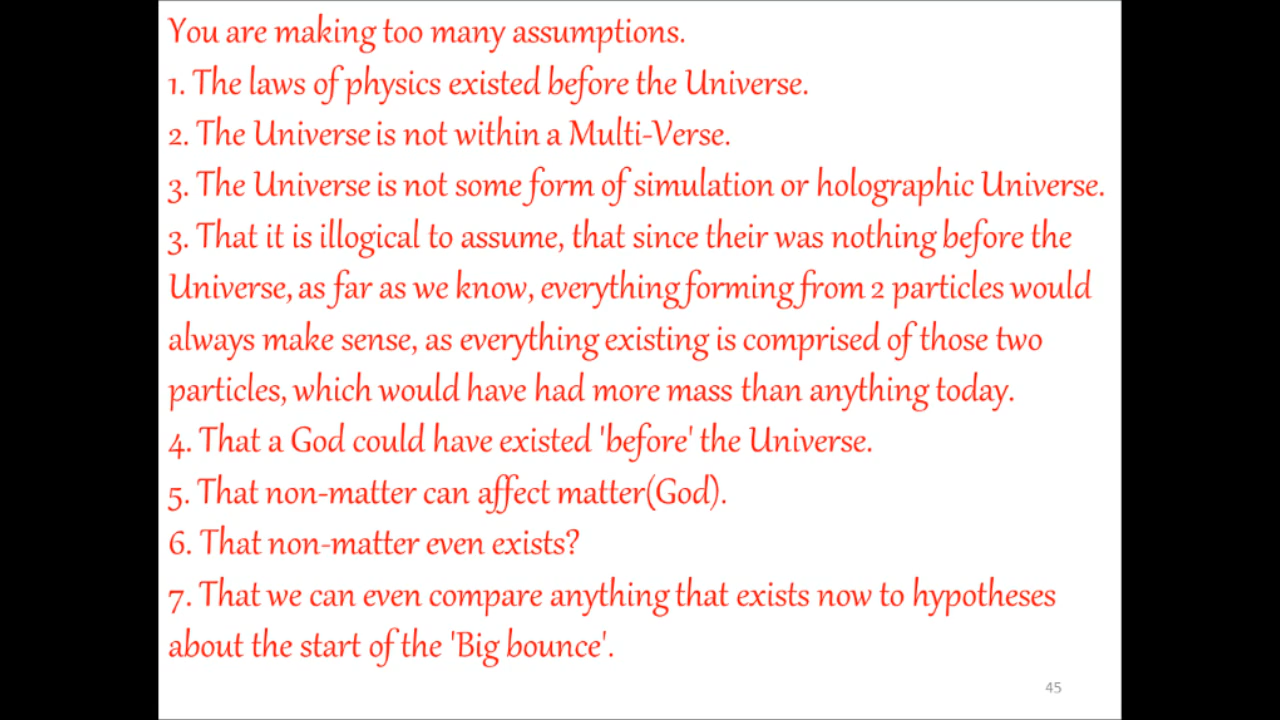 You are making too many assumptions.
1. The laws of physics existed before the Universe.
2. The Universe is not within a Multi-Verse.
3. The Universe is not some form of simulation or holographic Universe.
3. That it is illogical to assume, that since their was nothing before the
Universe, as far as we know, everything forming from 2 particles would
always make sense, as everything existing is comprised of those two
particles, which would have had more mass than anything today.
4. That a God could have existed 'before' the Universe.
5. That non-matter can affect matter(God).
6. That non-matter even exists?
7. That we can even compare anything that exists now to hypotheses
about the start of the 'Big bounce'.
45